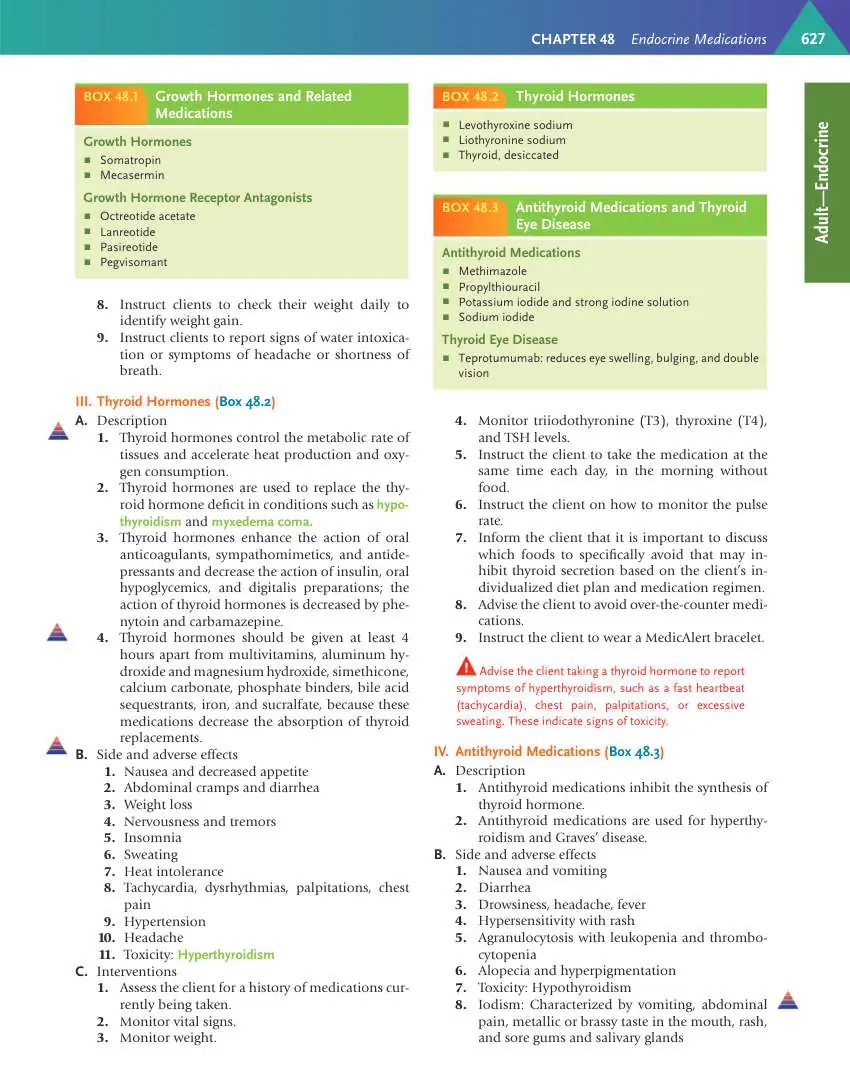 CHAPTER 48 Endocrine Medications 627
BOX 48.1 Growth Hormones and Related
Medications
Growth Hormones
■ Somatropin
■ Mecasermin
Growth Hormone Receptor Antagonists
■ Octreotide acetate
■ Lanreotide
■ Pasireotide
■ Pegvisomant
8. Instruct clients to check their weight daily to
identify weight gain.
9. Instruct clients to report signs of water intoxica-
tion or symptoms of headache or shortness of
breath.
III. Thyroid Hormones (Box 48.2)
A. Description
1. Thyroid hormones control the metabolic rate of
tissues and accelerate heat production and oxy-
gen consumption.
2. Thyroid hormones are used to replace the thy-
roid hormone deficit in conditions such as hypo-
thyroidism and myxedema coma.
3. Thyroid hormones enhance the action of oral
anticoagulants, sympathomimetics, and antide-
pressants and decrease the action of insulin, oral
hypoglycemics, and digitalis preparations; the
action of thyroid hormones is decreased by phe-
nytoin and carbamazepine.
4. Thyroid hormones should be given at least 4
hours apart from multivitamins, aluminum hy-
droxide and magnesium hydroxide, simethicone,
calcium carbonate, phosphate binders, bile acid
sequestrants, iron, and sucralfate, because these
medications decrease the absorption of thyroid
replacements.
B. Side and adverse effects
1. Nausea and decreased appetite
2. Abdominal cramps and diarrhea
3. Weight loss
4. Nervousness and tremors
5. Insomnia
6. Sweating
7. Heat intolerance
8. Tachycardia, dysrhythmias, palpitations, chest
pain
9. Hypertension
10. Headache
11. Toxicity: Hyperthyroidism
C. Interventions
1. Assess the client for a history of medications cur-
rently being taken.
2. Monitor vital signs.
3. Monitor weight.
BOX 48.2 Thyroid Hormones
■ Levothyroxine sodium
■ Liothyronine sodium
■ Thyroid, desiccated
BOX 48.3 Antithyroid Medications and Thyroid
Eye Disease
Antithyroid Medications
■ Methimazole
■ Propylthiouracil
■ Potassium iodide and strong iodine solution
■ Sodium iodide
Thyroid Eye Disease
■ Teprotumumab: reduces eye swelling, bulging, and double
vision
4. Monitor triiodothyronine (T3), thyroxine (T4),
and TSH levels.
5. Instruct the client to take the medication at the
same time each day, in the morning without
food.
6. Instruct the client on how to monitor the pulse
rate.
7. Inform the client that it is important to discuss
which foods to specifically avoid that may in-
hibit thyroid secretion based on the client's in-
dividualized diet plan and medication regimen.
8. Advise the client to avoid over-the-counter medi-
cations.
9. Instruct the client to wear a MedicAlert bracelet.
Advise the client taking a thyroid hormone to report
symptoms of hyperthyroidism, such as a fast heartbeat
(tachycardia), chest pain, palpitations, or excessive
sweating. These indicate signs of toxicity.
IV. Antithyroid Medications (Box 48.3)
A. Description
1. Antithyroid medications inhibit the synthesis of
thyroid hormone.
2. Antithyroid medications are used for hyperthy-
roidism and Graves' disease.
B. Side and adverse effects
1. Nausea and vomiting
2. Diarrhea
3. Drowsiness, headache, fever
4. Hypersensitivity with rash
5. Agranulocytosis with leukopenia and thrombo-
cytopenia
6. Alopecia and hyperpigmentation
7. Toxicity: Hypothyroidism
8. Iodism: Characterized by vomiting, abdominal
pain, metallic or brassy taste in the mouth, rash,
and sore gums and salivary glands
Adult—Endocrine